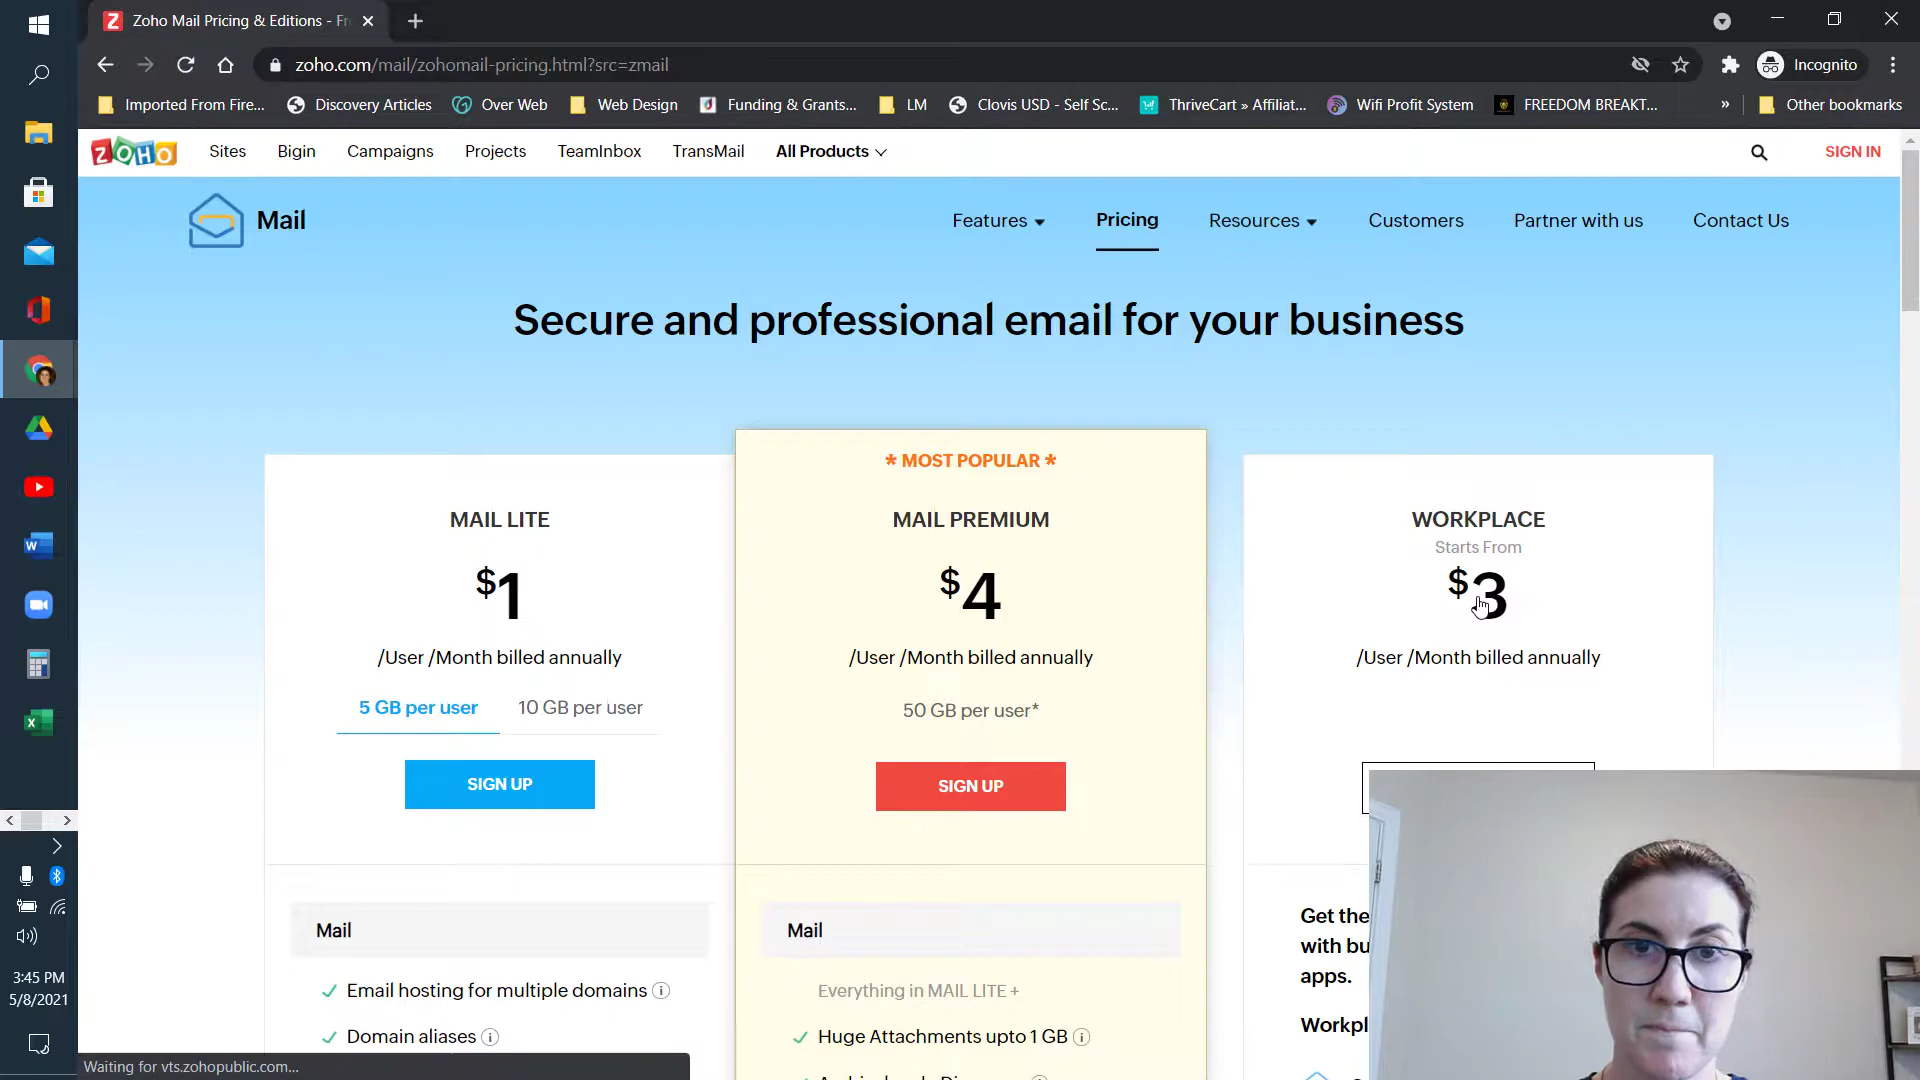 Zoho Mail Pricing & Editions - Fr
zoho.com/mail/zohomail-pricing.html?src=zmail
Incognito
Imported From Fire...
Discovery Articles
Over Web
Web Design
Funding & Grants...
LM
Clovis USD - Self Sc...
ThriveCart » Affiliat...
Wifi Profit System
FREEDOM BREAKT...
»
Other bookmarks
ZOHO
Sites
Bigin
Campaigns
Projects
TeamInbox
TransMail
All Products
SIGN IN
Mail
Features
Pricing
Resources
Customers
Partner with us
Contact Us
Secure and professional email for your business
MAIL LITE
$1
/User /Month billed annually
5 GB per user
10 GB per user
SIGN UP
Mail
Email hosting for multiple domains
Domain aliases
* MOST POPULAR *
MAIL PREMIUM
$4
/User /Month billed annually
50 GB per user*
SIGN UP
Mail
Everything in MAIL LITE +
Huge Attachments upto 1 GB
WORKPLACE
Starts From
$3
/User /Month billed annually
Get the
with bu
apps.
Workpl
3:45 PM
5/8/2021
Waiting for vts.zohopublic.com...